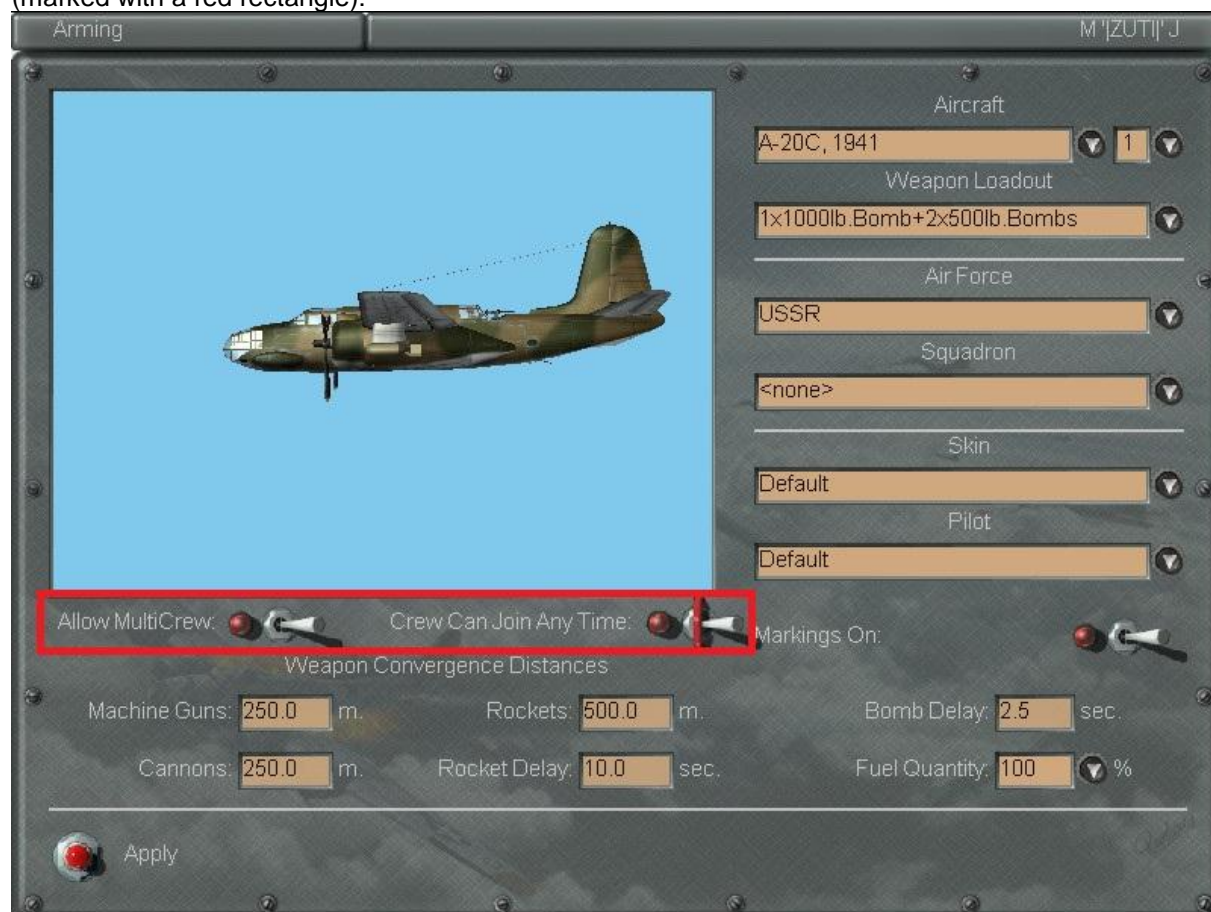 (marked with a red rectangle).
Arming
M '|ZUTI|' J
Aircraft
A-20C, 1941
1
Weapon Loadout
1x1000lb.Bomb+2x500lb.Bombs
Air Force
USSR
Squadron
<none>
Skin
Default
Pilot
Default
Allow MultiCrew:
Crew Can Join Any Time:
Markings On:
Weapon Convergence Distances
Machine Guns: 250.0 m.
Rockets: 500.0 m.
Bomb Delay: 2.5 sec.
Cannons: 250.0 m.
Rocket Delay: 10.0 sec.
Fuel Quantity: 100 %
Apply